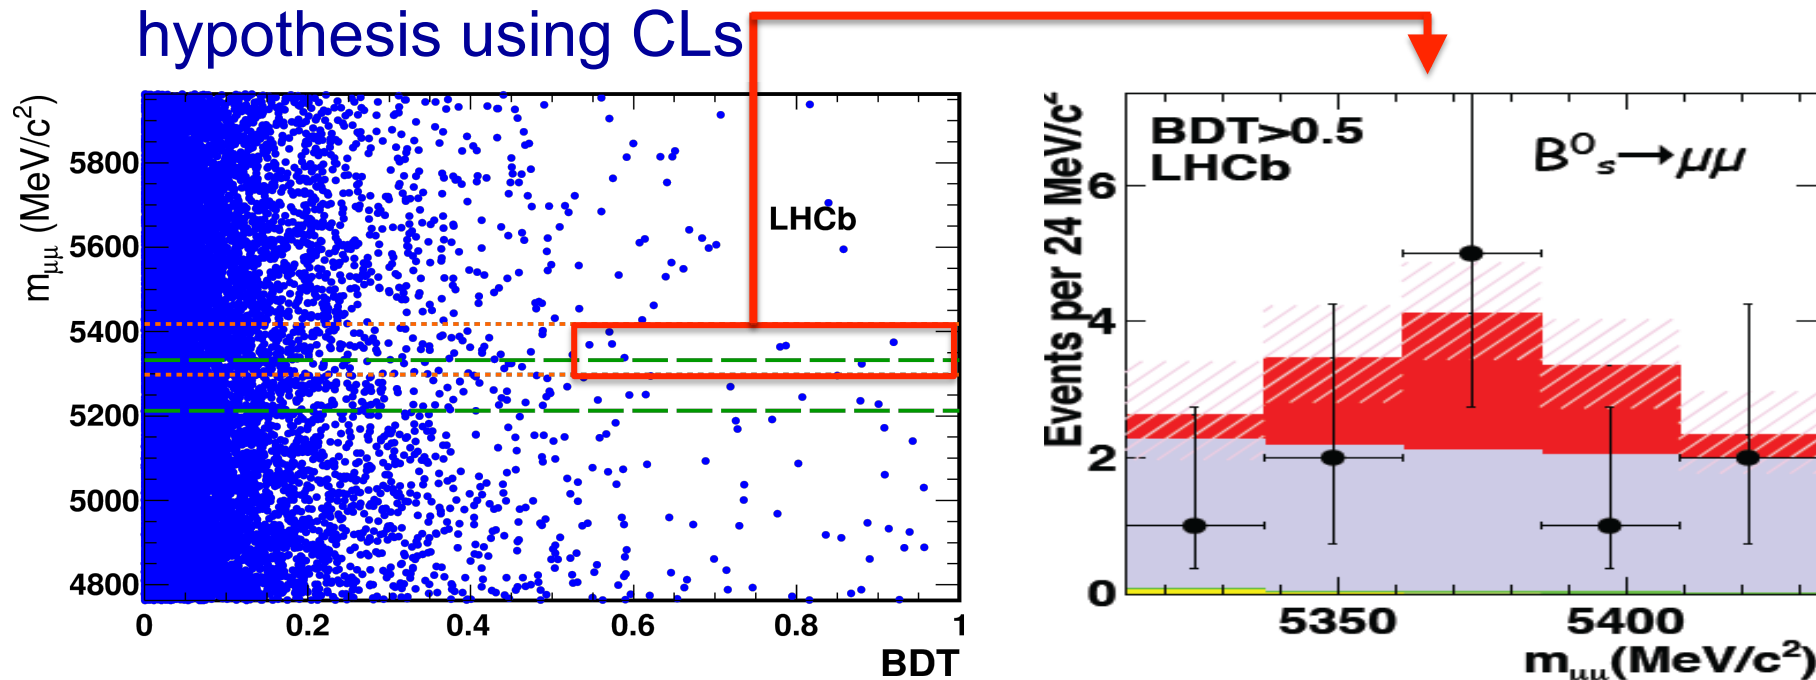 hypothesis using CLs
m_μμ (MeV/c²)
5800
5600
5400
5200
5000
4800
0 0.2 0.4 0.6 0.8 1
BDT
LHCb
Events per 24 MeV/c²
BDT>0.5
LHCb
B⁰ₛ→μμ
6
4
2
0
5350 5400
m_μμ(MeV/c²)